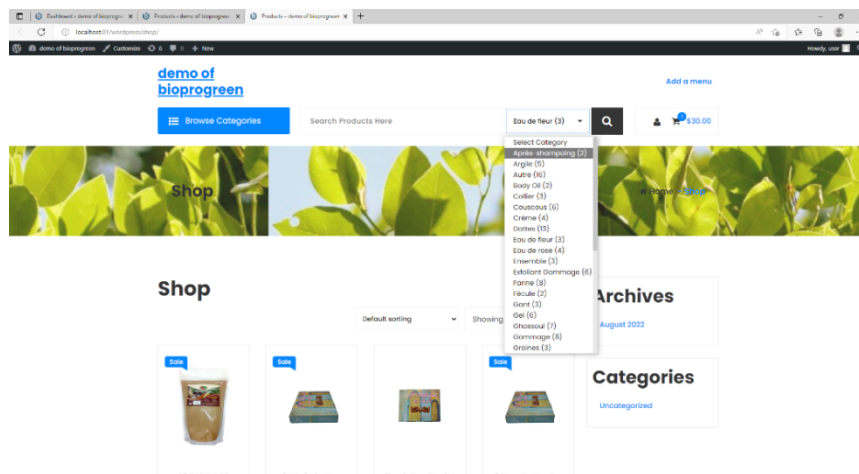 Dashboard ‹ demo of bioprogre
Products ‹ demo of bioprogreen
Products – demo of bioprogreen
localhost:81/wordpress/shop/
demo of bioprogreen Customize 6 0 New
Howdy, user
demo of
bioprogreen
Add a menu
Browse Categories
Search Products Here
Eau de fleur (3)
1
$30.00
Select Category
Après-shampoing (2)
Argile (5)
Autre (16)
Body Oil (2)
Collier (3)
Couscous (6)
Crème (4)
Dattes (13)
Eau de fleur (3)
Eau de rose (4)
Ensemble (3)
Exfoliant Gommage (6)
Farine (8)
Fécule (2)
Gant (3)
Gel (6)
Ghassoul (7)
Gommage (8)
Graines (3)
Shop
Home
Shop
Shop
Default sorting
Showing
Archives
August 2022
Categories
Uncategorized
Sale
Sale
Sale